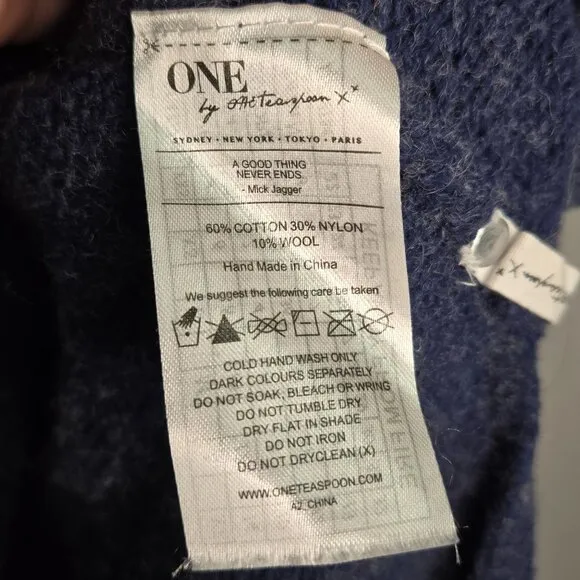 ONE
by One teaspoon X x
SYDNEY • NEW YORK • TOKYO • PARIS
A GOOD THING
NEVER ENDS.
- Mick Jagger
60% COTTON 30% NYLON
10% WOOL
Hand Made in China
We suggest the following care be taken
COLD HAND WASH ONLY
DARK COLOURS SEPARATELY
DO NOT SOAK, BLEACH OR WRING
DO NOT TUMBLE DRY
DRY FLAT IN SHADE
DO NOT IRON
DO NOT DRYCLEAN (X)
WWW.ONETEASPOON.COM
A2_CHINA